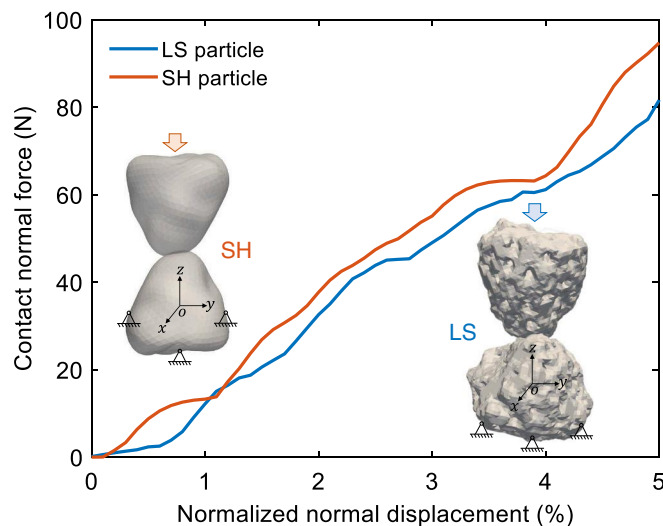 100
80
60
40
20
0
Contact normal force (N)
LS particle
SH particle
SH
z
o
y
x
LS
z
o
y
x
0
1
2
3
4
5
Normalized normal displacement (%)